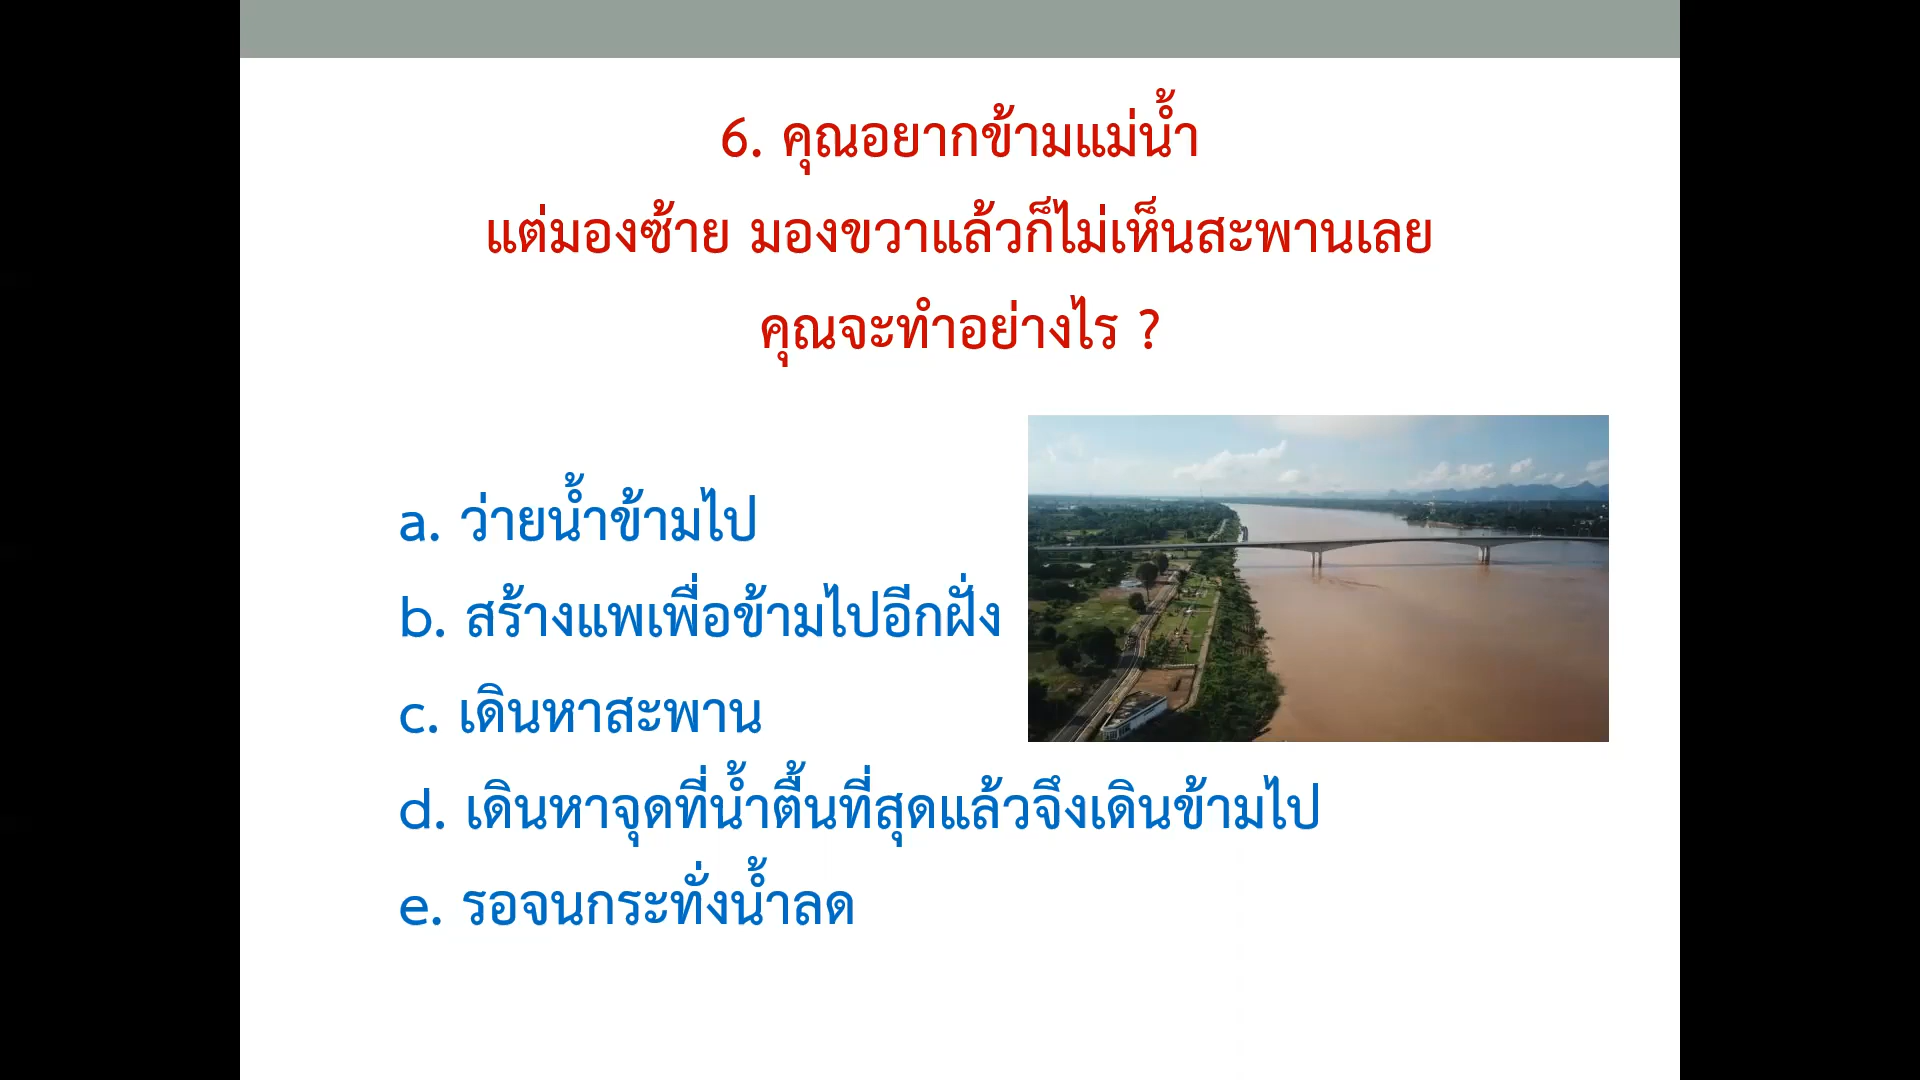 6. คุณอยากข้ามแม่น้ำ
แต่มองซ้าย มองขวาแล้วก็ไม่เห็นสะพานเลย
คุณจะทำอย่างไร ?
a. ว่ายน้ำข้ามไป
b. สร้างแพเพื่อข้ามไปอีกฝั่ง
c. เดินหาสะพาน
d. เดินหาจุดที่น้ำตื้นที่สุดแล้วจึงเดินข้ามไป
e. รอจนกระทั่งน้ำลด